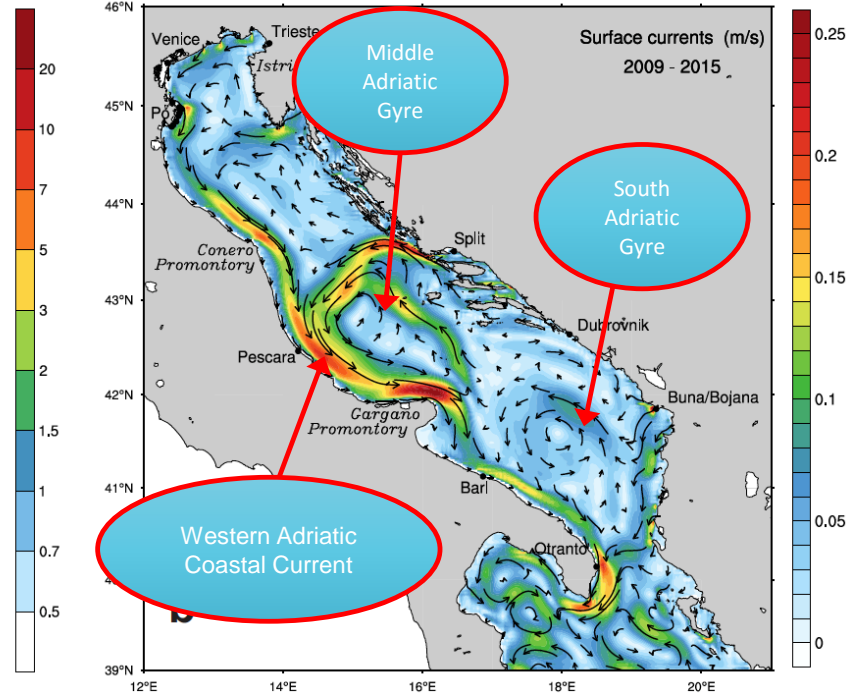 46°N
Surface currents (m/s)
2009 - 2015
Venice
Trieste
Istri
Middle
Adriatic
Gyre
45°N
Po
South
Adriatic
Gyre
44°N
Conero
Promontory
Split
43°N
Dubrovnik
Pescara
42°N
Buna/Bojana
Gargano
Promontory
41°N
Bari
Western Adriatic
Coastal Current
Otranto
b
39°N
12°E
14°E
16°E
18°E
20°E
20
10
7
5
3
2
1.5
1
0.7
0.5
0.25
0.2
0.15
0.1
0.05
0